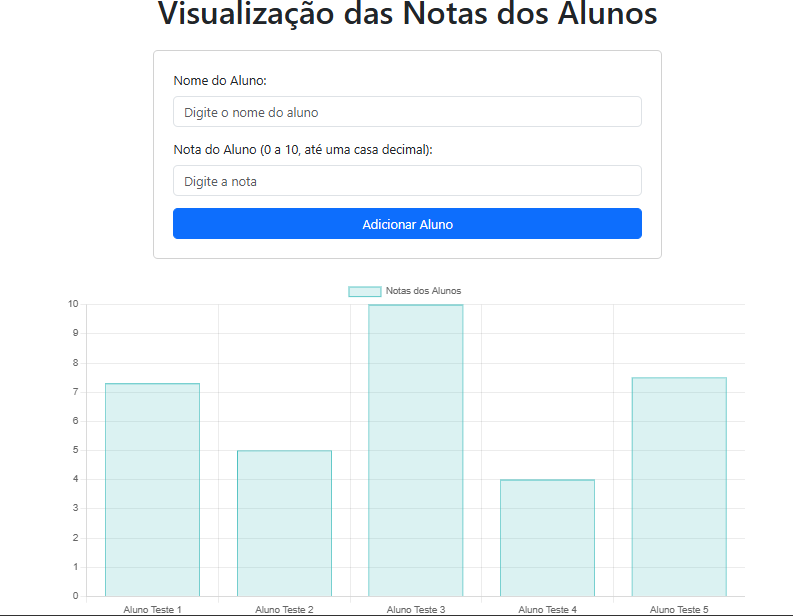 Visualização das Notas dos Alunos
Nome do Aluno:
Digite o nome do aluno
Nota do Aluno (0 a 10, até uma casa decimal):
Digite a nota
Adicionar Aluno
Notas dos Alunos
10
9
8
7
6
5
4
3
2
1
0
Aluno Teste 1 Aluno Teste 2 Aluno Teste 3 Aluno Teste 4 Aluno Teste 5